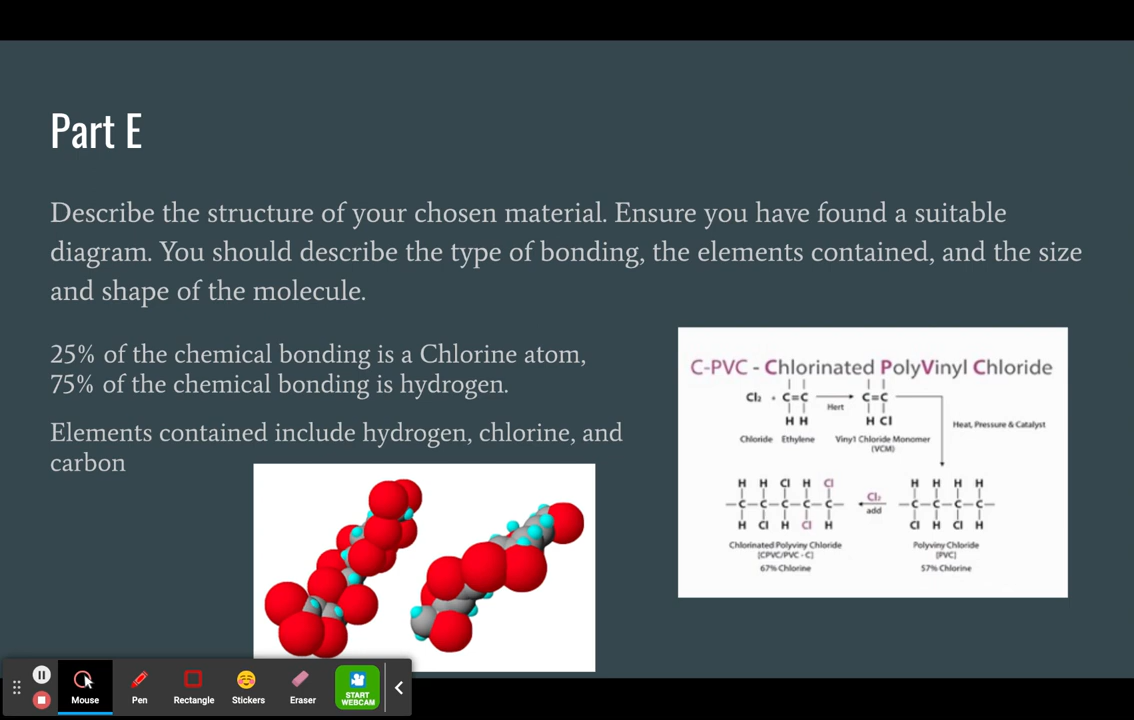 Part E
Describe the structure of your chosen material. Ensure you have found a suitable
diagram. You should describe the type of bonding, the elements contained, and the size
and shape of the molecule.
25% of the chemical bonding is a Chlorine atom,
75% of the chemical bonding is hydrogen.
Elements contained include hydrogen, chlorine, and
carbon
C-PVC - Chlorinated PolyVinyl Chloride
Cl₂ + C=C C=C
Hert
H H H Cl
Heat, Pressure & Catalyst
Chloride Ethylene Vinyl Chloride Monomer
(VCM)
H H Cl H Cl H H H H
-C-C-C-C-C- Cl₂ -C-C-C-C-
add
H Cl H Cl H Cl H Cl H
Chlorinated Polyviny Chloride Polyviny Chloride
[CPVC/PVC - C] [PVC]
67% Chlorine 57% Chlorine
Mouse Pen Rectangle Stickers Eraser START
WEBCAM